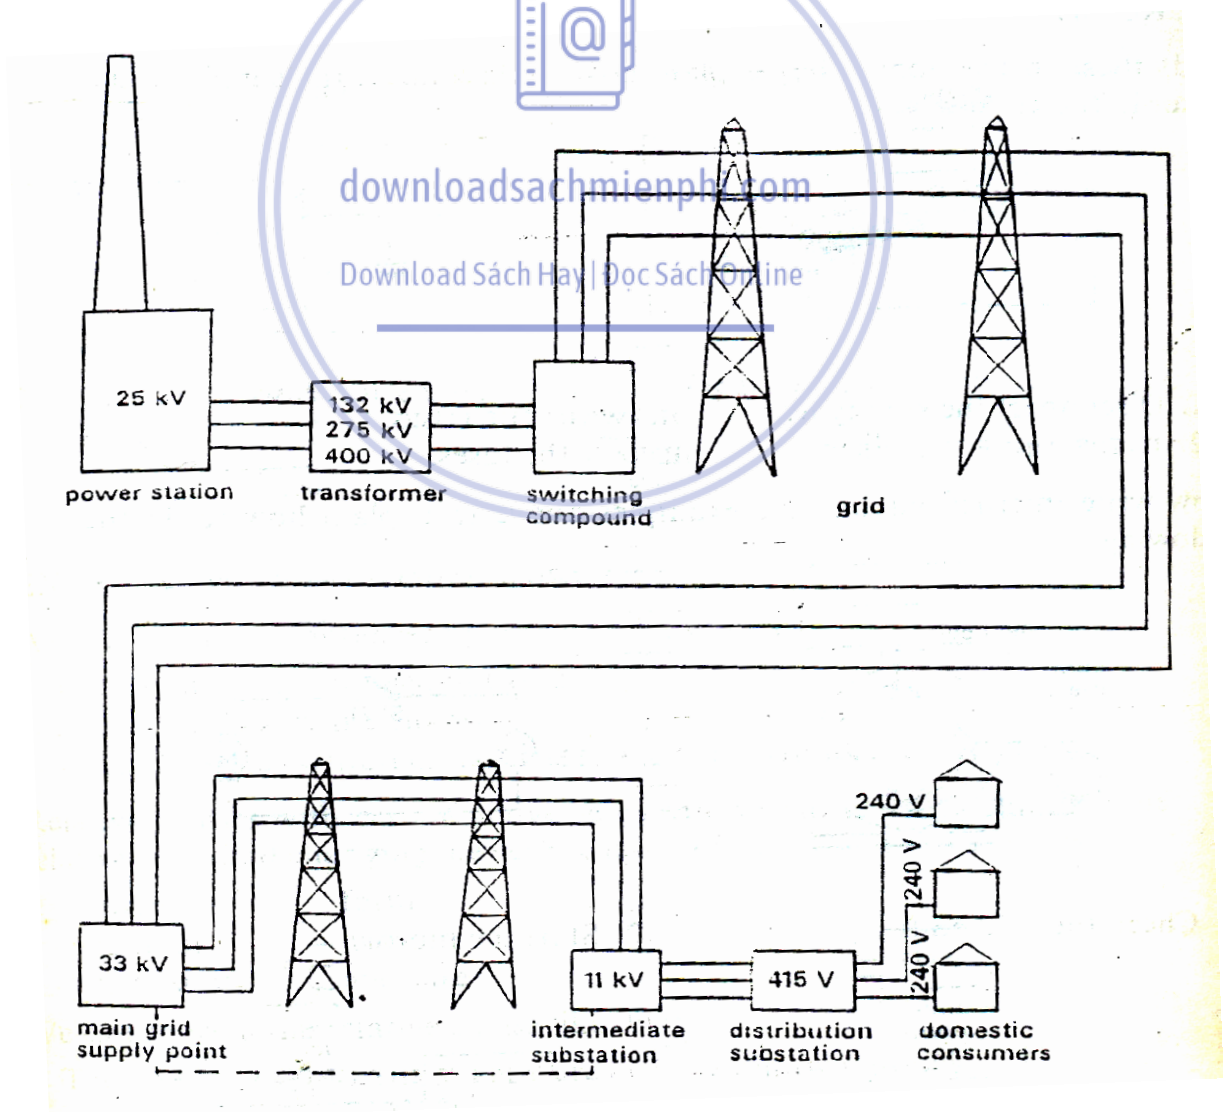 @
downloadsachmienphi.com
Download Sách Hay | Đọc Sách Online
25 kV
132 kV
275 kV
400 kV
power station
transformer
switching
compound
grid
240 V
240 V
240 V
33 kV
11 kV
415 V
main grid
supply point
intermediate
substation
distribution
substation
domestic
consumers